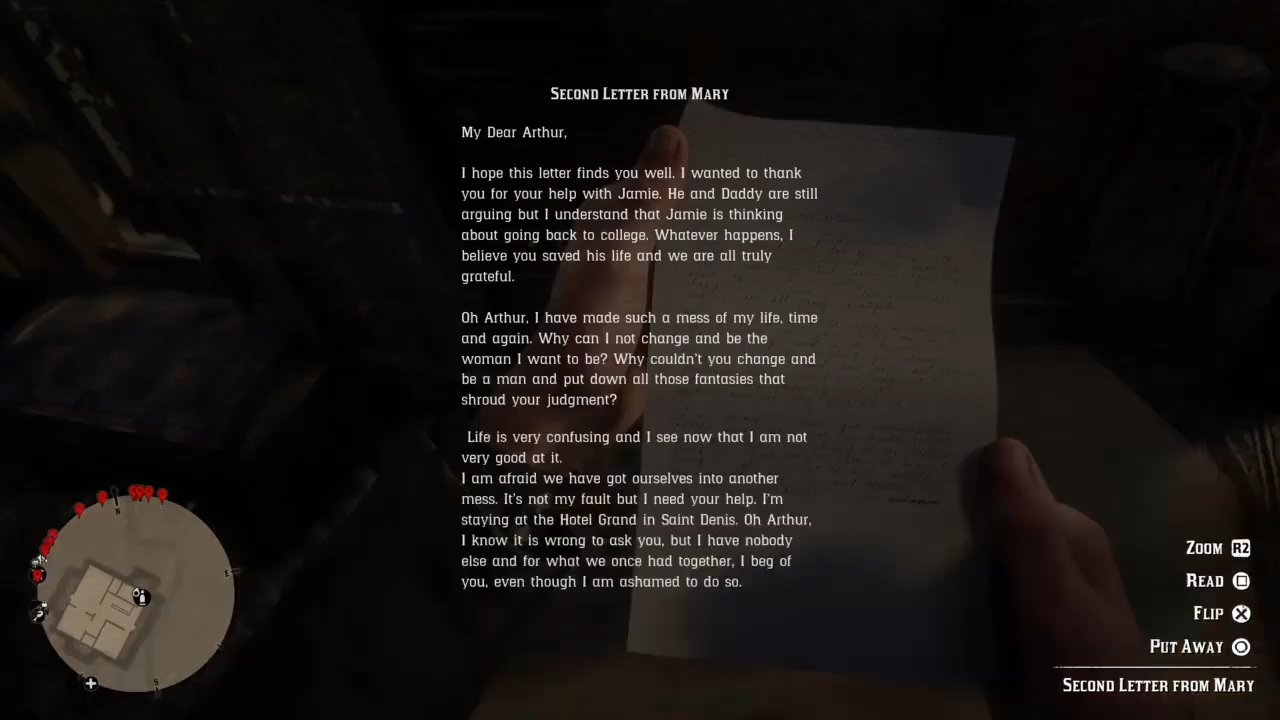 Second Letter from Mary
My Dear Arthur,
I hope this letter finds you well. I wanted to thank
you for your help with Jamie. He and Daddy are still
arguing but I understand that Jamie is thinking
about going back to college. Whatever happens, I
believe you saved his life and we are all truly
grateful.
Oh Arthur, I have made such a mess of my life, time
and again. Why can I not change and be the
woman I want to be? Why couldn't you change and
be a man and put down all those fantasies that
shroud your judgment?
Life is very confusing and I see now that I am not
very good at it.
I am afraid we have got ourselves into another
mess. It's not my fault but I need your help. I'm
staying at the Hotel Grand in Saint Denis. Oh Arthur,
I know it is wrong to ask you, but I have nobody
else and for what we once had together, I beg of
you, even though I am ashamed to do so.
Zoom R2
Read
Flip
Put Away
Second Letter from Mary
N
E
S